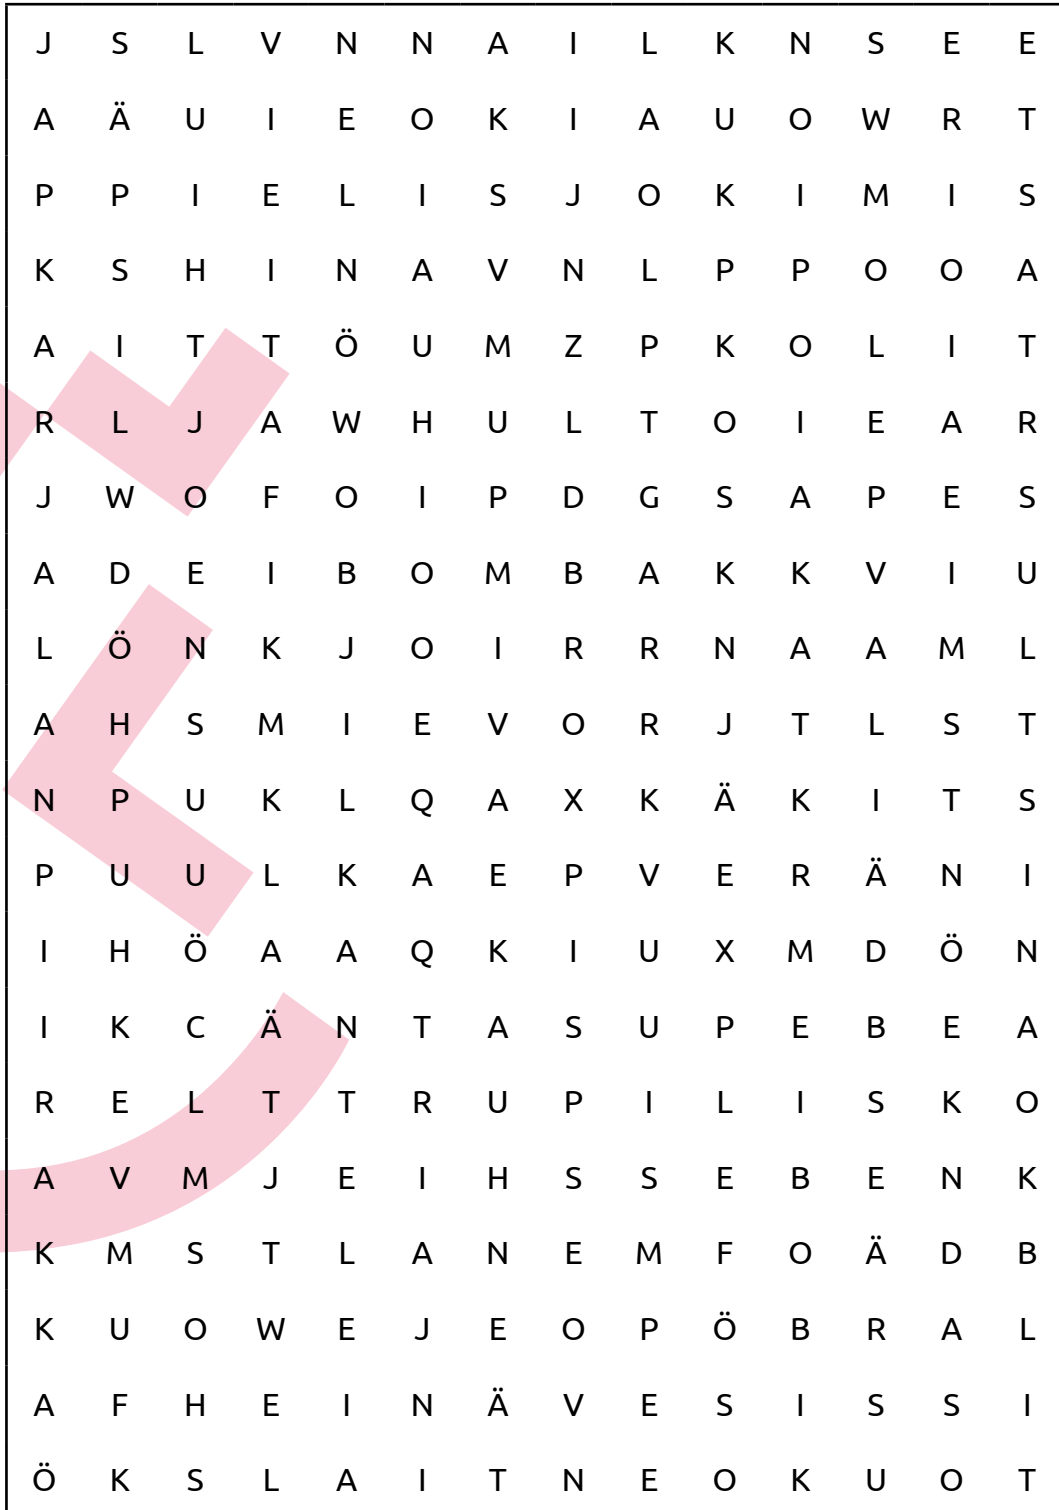 J S L V N N A I L K N S E E
A Ä U I E O K I A U O W R T
P P I E L I S J O K I M I S
K S H I N A V N L P P O O A
A I T T Ö U M Z P K O L I T
R L J A W H U L T O I E A R
J W O F O I P D G S A P E S
A D E I B O M B A K K V I U
L Ö N K J O I R R N A A M L
A H S M I E V O R J T L S T
N P U K L Q A X K Ä K I T S
P U U L K A E P V E R Ä N I
I H Ö A A Q K I U X M D Ö N
I K C Ä N T A S U P E B E A
R E L T T R U P I L I S K O
A V M J E I H S S E B E N K
K M S T L A N E M F O Ä D B
K U O W E J E O P Ö B R A L
A F H E I N Ä V E S I S S I
Ö K S L A I T N E O K U O T